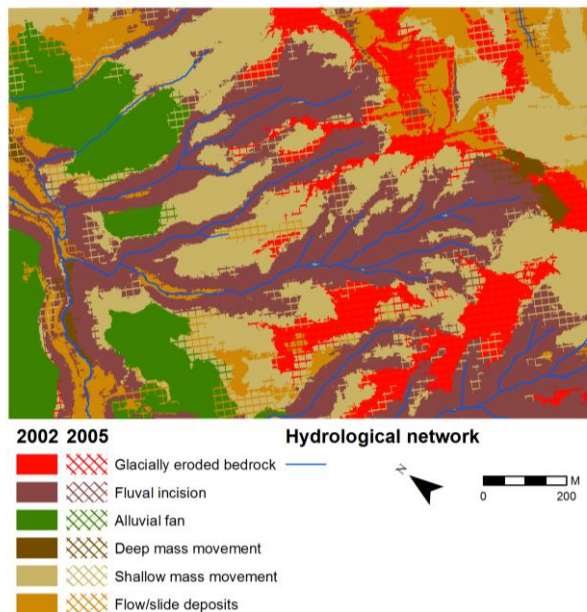 2002 2005 Hydrological network
Glacially eroded bedrock
Fluval incision
N
M
0 200
Alluvial fan
Deep mass movement
Shallow mass movement
Flow/slide deposits